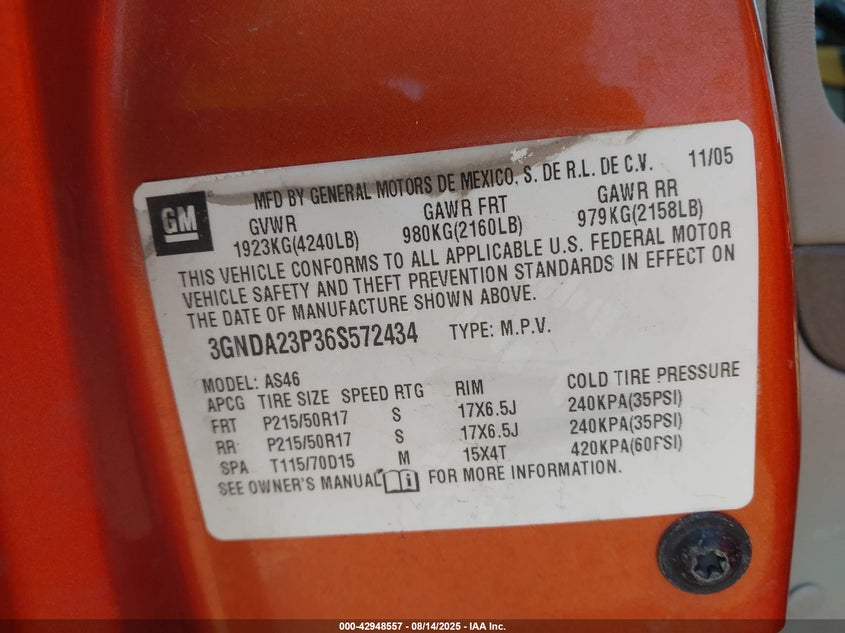 MFD BY GENERAL MOTORS DE MEXICO, S. DE R.L. DE C.V. 11/05
GM
GVWR GAWR FRT GAWR RR
1923KG(4240LB) 980KG(2160LB) 979KG(2158LB)
THIS VEHICLE CONFORMS TO ALL APPLICABLE U.S. FEDERAL MOTOR
VEHICLE SAFETY AND THEFT PREVENTION STANDARDS IN EFFECT ON
THE DATE OF MANUFACTURE SHOWN ABOVE.
3GNDA23P36S572434 TYPE: M.P.V.
MODEL: AS46
APCG TIRE SIZE SPEED RTG RIM COLD TIRE PRESSURE
FRT P215/50R17 S 17X6.5J 240KPA(35PSI)
RR P215/50R17 S 17X6.5J 240KPA(35PSI)
SPA T115/70D15 M 15X4T 420KPA(60PSI)
SEE OWNER'S MANUAL FOR MORE INFORMATION.
000-42948557 - 08/14/2025 - IAA Inc.